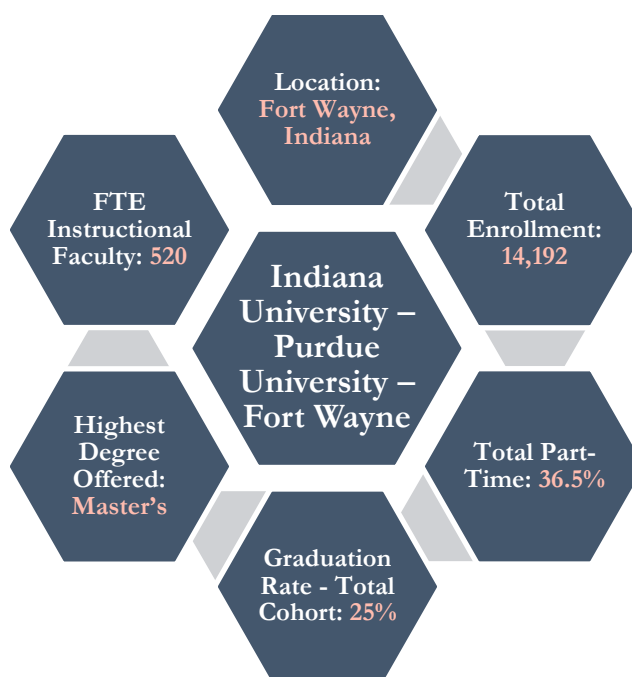 Location:
Fort Wayne,
Indiana
FTE
Instructional
Faculty: 520
Total
Enrollment:
14,192
Indiana
University –
Purdue
University –
Fort Wayne
Highest
Degree
Offered:
Master's
Total Part-
Time: 36.5%
Graduation
Rate - Total
Cohort: 25%